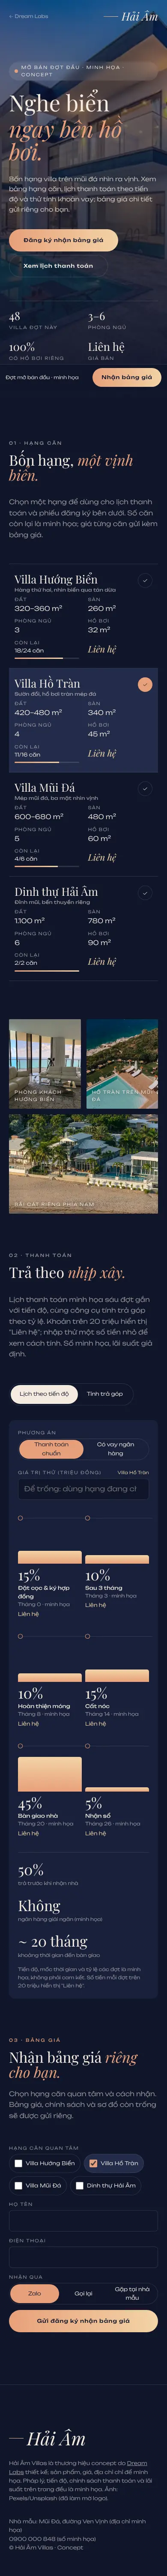 ← Dream Labs
Hải Âm
MỞ BÁN ĐỢT ĐẦU · MINH HỌA CONCEPT
Nghe biển
ngay bên hồ
bơi.
Bốn hạng villa trên mũi đá nhìn ra vịnh. Xem
bảng hạng căn, lịch thanh toán theo tiến
độ và thử tính khoản vay; bảng giá chi tiết
gửi riêng cho bạn.
Đăng ký nhận bảng giá
Xem lịch thanh toán
48
VILLA ĐỢT NÀY
3–6
PHÒNG NGỦ
100%
CÓ HỒ BƠI RIÊNG
Liên hệ
GIÁ BÁN
Đợt mở bán đầu · minh họa
Nhận bảng giá
01 · HẠNG CĂN
Bốn hạng, một vịnh
biển.
Chọn một hạng để dùng cho lịch thanh toán
và phiếu đăng ký bên dưới. Số căn
còn lại là minh họa; giá từng căn gửi kèm
bảng giá.
Villa Hướng Biển
Hàng thứ hai, nhìn biển qua tán dừa
ĐẤT
320–360 m²
SÀN
260 m²
PHÒNG NGỦ
3
HỒ BƠI
32 m²
CÒN LẠI
18/24 căn
Liên hệ
Villa Hồ Tràn
Sườn đồi, hồ bơi tràn mép đá
ĐẤT
420–480 m²
SÀN
340 m²
PHÒNG NGỦ
4
HỒ BƠI
45 m²
CÒN LẠI
11/16 căn
Liên hệ
Villa Mũi Đá
Mép mũi đá, ba mặt nhìn vịnh
ĐẤT
600–680 m²
SÀN
480 m²
PHÒNG NGỦ
5
HỒ BƠI
60 m²
CÒN LẠI
4/6 căn
Liên hệ
Dinh thự Hải Âm
Đỉnh mũi, bến thuyền riêng
ĐẤT
1.100 m²
SÀN
780 m²
PHÒNG NGỦ
6
HỒ BƠI
90 m²
CÒN LẠI
2/2 căn
Liên hệ
PHÒNG KHÁCH
HƯỚNG BIỂN
HỒ TRÀN TRÊN MŨI
ĐÁ
BÃI CÁT RIÊNG PHÍA NAM
02 · THANH TOÁN
Trả theo nhịp xây.
Lịch thanh toán minh họa sáu đợt gắn
với tiến độ, cùng công cụ tính trả góp
theo kỳ vay. Khoản trên 20 triệu hiển thị
"Liên hệ"; nhập thử một số tiền nhỏ để
xem cách tính. Số minh họa, lãi suất giả
định.
Lịch theo tiến độ
Tính trả góp
PHƯƠNG ÁN
Thanh toán
chuẩn
Có vay ngân
hàng
GIÁ TRỊ THỬ (TRIỆU ĐỒNG)
Villa Hồ Tràn
Để trống: dùng hạng đang ch
15%
Đặt cọc & ký hợp
đồng
Tháng 0 · minh họa
Liên hệ
10%
Sau 3 tháng
Tháng 3 · minh họa
Liên hệ
10%
Hoàn thiện móng
Tháng 8 · minh họa
Liên hệ
15%
Cất nóc
Tháng 14 · minh họa
Liên hệ
45%
Bàn giao nhà
Tháng 20 · minh họa
Liên hệ
5%
Nhận sổ
Tháng 26 · minh họa
Liên hệ
50%
trả trước khi nhận nhà
Không
ngân hàng giải ngân (minh họa)
~ 20 tháng
khoảng thời gian đến bàn giao
Tiến độ, mốc thời gian và tỷ lệ các đợt là minh
họa, không phải cam kết. Số tiền mỗi đợt trên
20 triệu hiển thị "Liên hệ".
03 · BẢNG GIÁ
Nhận bảng giá riêng
cho bạn.
Chọn hạng căn quan tâm và cách nhận.
Bảng giá, chính sách và sơ đồ căn còn trống
sẽ được gửi riêng.
HẠNG CĂN QUAN TÂM
Villa Hướng Biển
Villa Hồ Tràn
Villa Mũi Đá
Dinh thự Hải Âm
HỌ TÊN
ĐIỆN THOẠI
NHẬN QUA
Zalo
Gọi lại
Gặp tại nhà
mẫu
Gửi đăng ký nhận bảng giá
Hải Âm
Hải Âm Villas là thương hiệu concept do Dream
Labs thiết kế; sản phẩm, giá, địa chỉ chỉ để minh
họa. Pháp lý, tiến độ, chính sách thanh toán và lãi
suất trên trang đều là minh họa. Ảnh:
Pexels/Unsplash (đã làm mờ logo).
Nhà mẫu: Mũi Đá, đường Ven Vịnh (địa chỉ minh
họa)
0900 000 848 (số minh họa)
© Hải Âm Villas · Concept